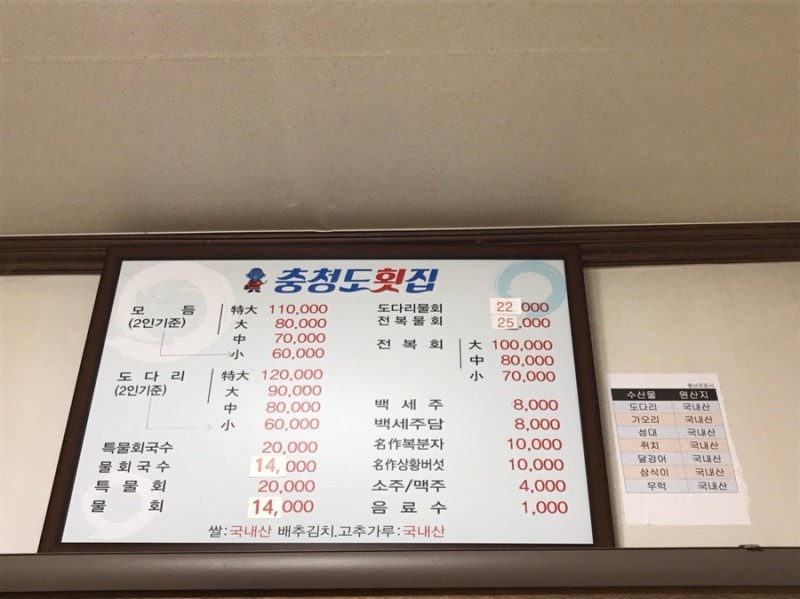 충청도횟집
모 듬
(2인기준)
特大 110,000
大 80,000
中 70,000
小 60,000
도 다 리
(2인기준)
특大 120,000
大 90,000
中 80,000
小 60,000
특물회국수 20,000
물회국수 14,000
특 물 회 20,000
물 회 14,000
도다리물회 22,000
전복물회 25,000
전 복 회
大 100,000
中 80,000
小 70,000
백 세 주 8,000
백세주담 8,000
名作복분자 10,000
名作상황버섯 10,000
소주/맥주 4,000
음 료 수 1,000
쌀:국내산 배추김치.고추가루:국내산
원산지표시
수산물 원산지
도다리 국내산
가오리 국내산
성대 국내산
쥐치 국내산
달강어 국내산
삼식이 국내산
우럭 국내산